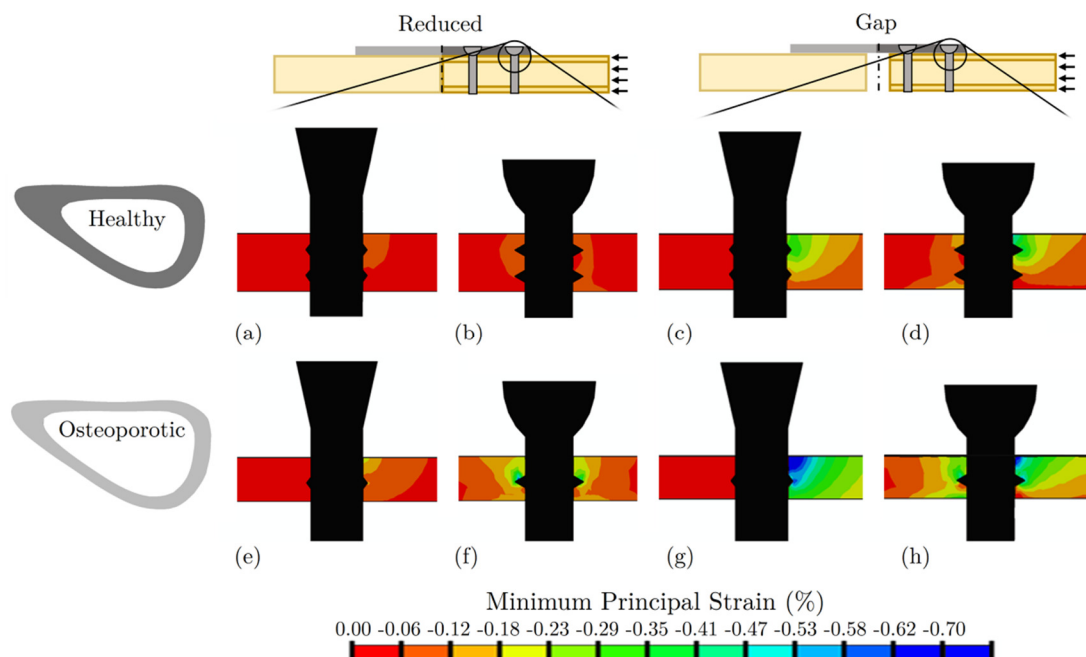 Reduced Gap
Healthy
(a) (b) (c) (d)
Osteoporotic
(e) (f) (g) (h)
Minimum Principal Strain (%)
0.00 -0.06 -0.12 -0.18 -0.23 -0.29 -0.35 -0.41 -0.47 -0.53 -0.58 -0.62 -0.70